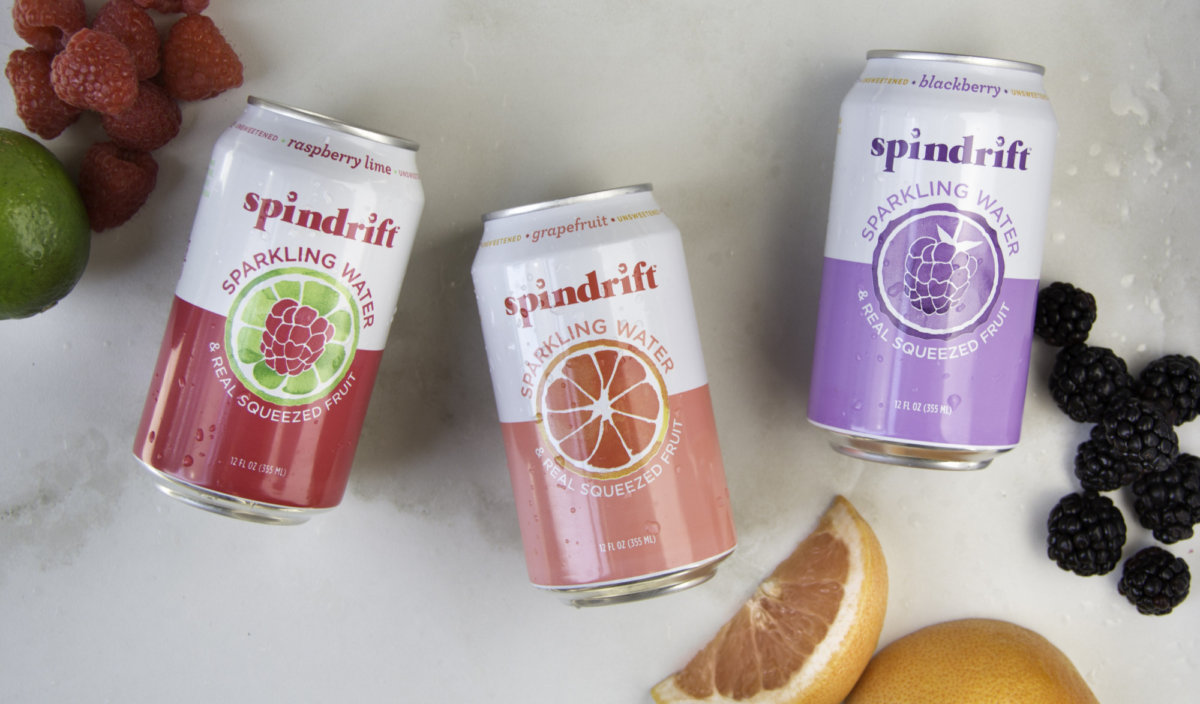 UNSWEETENED • raspberry lime • UNSWEETENED
spindrift
SPARKLING WATER
& REAL SQUEEZED FRUIT
12 FL OZ (355 ML)
UNSWEETENED • grapefruit • UNSWEETENED
spindrift
SPARKLING WATER
& REAL SQUEEZED FRUIT
12 FL OZ (355 ML)
UNSWEETENED • blackberry • UNSWEETENED
spindrift
SPARKLING WATER
& REAL SQUEEZED FRUIT
12 FL OZ (355 ML)